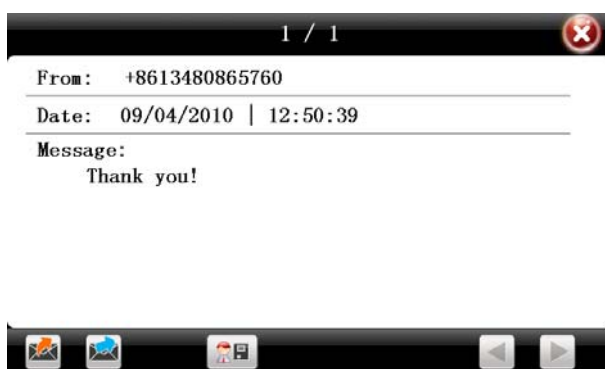 1 / 1
From: +8613480865760
Date: 09/04/2010 | 12:50:39
Message:
Thank you!